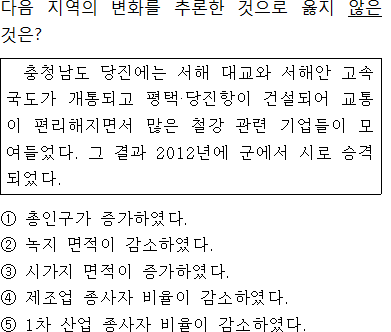 다음 지역의 변화를 추론한 것으로 옳지 않은
것은?
충청남도 당진에는 서해 대교와 서해안 고속
국도가 개통되고 평택·당진항이 건설되어 교통
이 편리해지면서 많은 철강 관련 기업들이 모
여들었다. 그 결과 2012년에 군에서 시로 승격
되었다.
① 총인구가 증가하였다.
② 녹지 면적이 감소하였다.
③ 시가지 면적이 증가하였다.
④ 제조업 종사자 비율이 감소하였다.
⑤ 1차 산업 종사자 비율이 감소하였다.